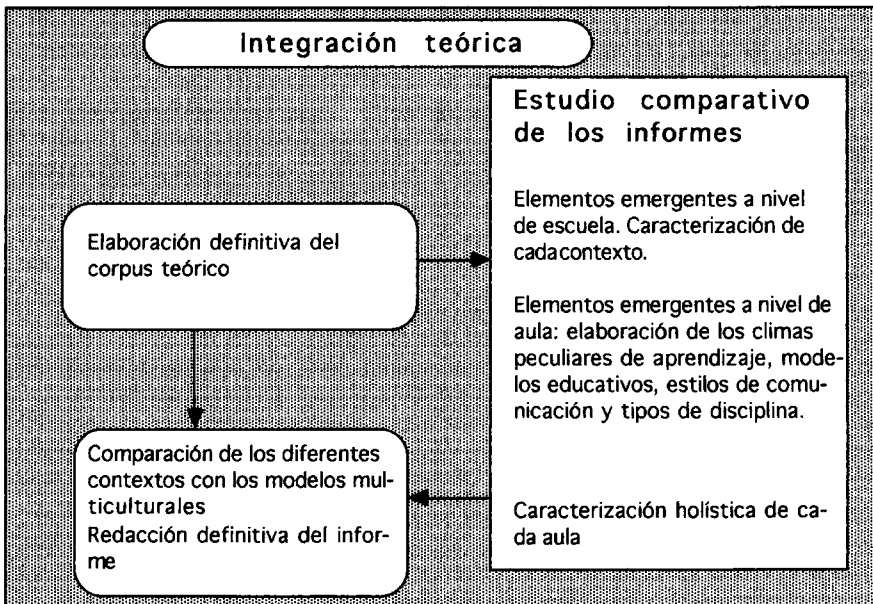 Integración teórica
Estudio comparativo
de los informes
Elementos emergentes a nivel
de escuela. Caracterización de
cadacontexto.
Elementos emergentes a nivel de
aula: elaboración de los climas
peculiares de aprendizaje, mode-
los educativos, estilos de comu-
nicación y tipos de disciplina.
Caracterización holística de ca-
da aula
Elaboración definitiva del
corpus teórico
Comparación de los diferentes
contextos con los modelos mul-
ticulturales
Redacción definitiva del infor-
me